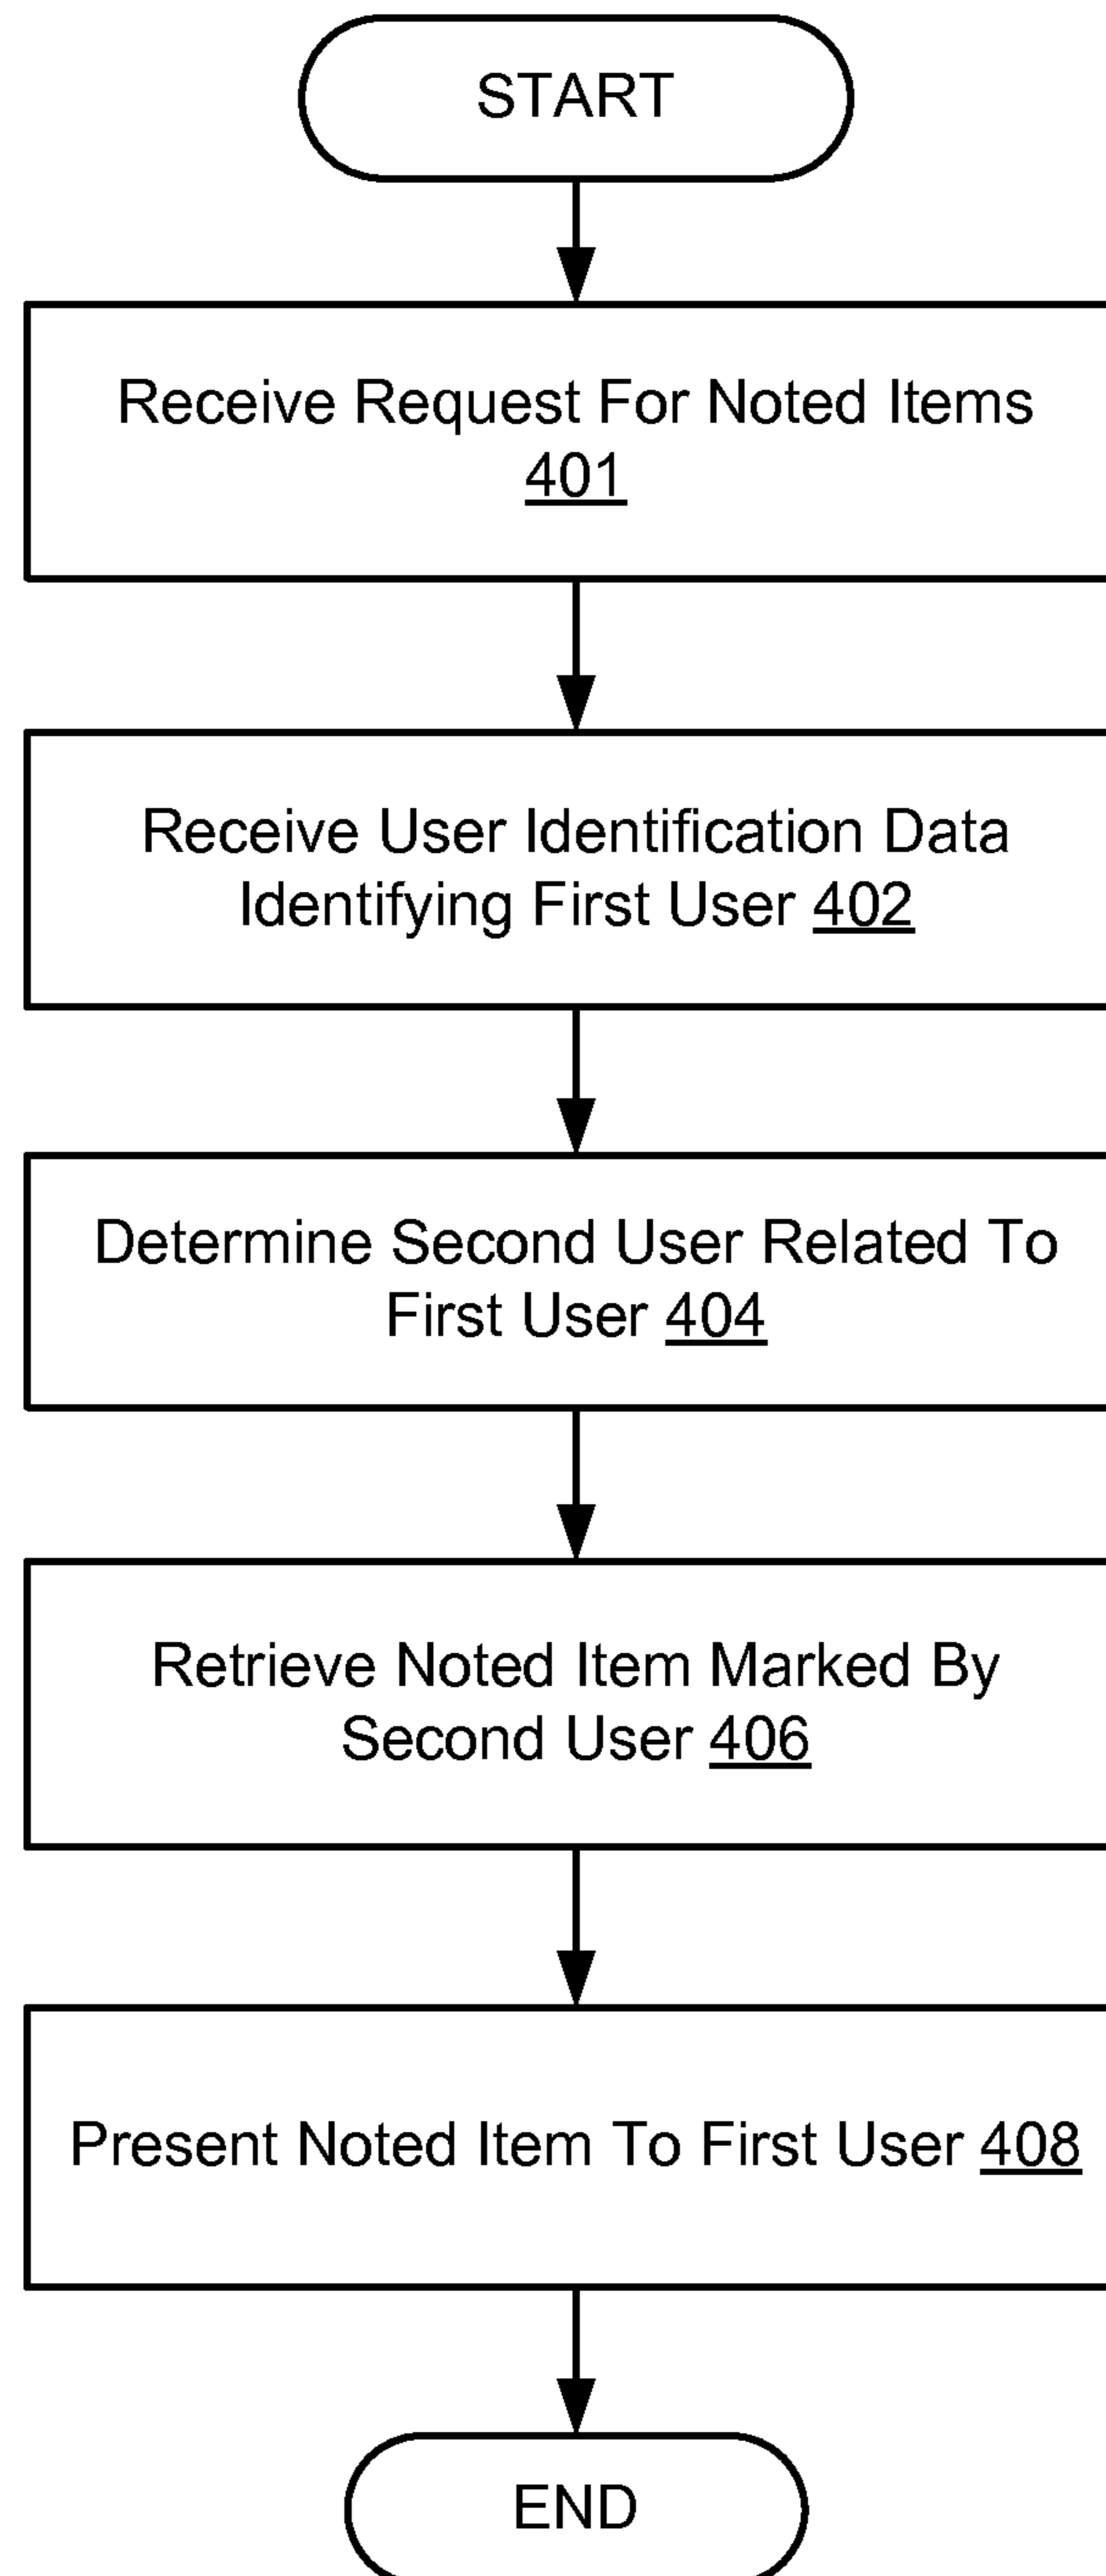 START
Receive Request For Noted Items
401
Receive User Identification Data
Identifying First User 402
Determine Second User Related To
First User 404
Retrieve Noted Item Marked By
Second User 406
Present Noted Item To First User 408
END